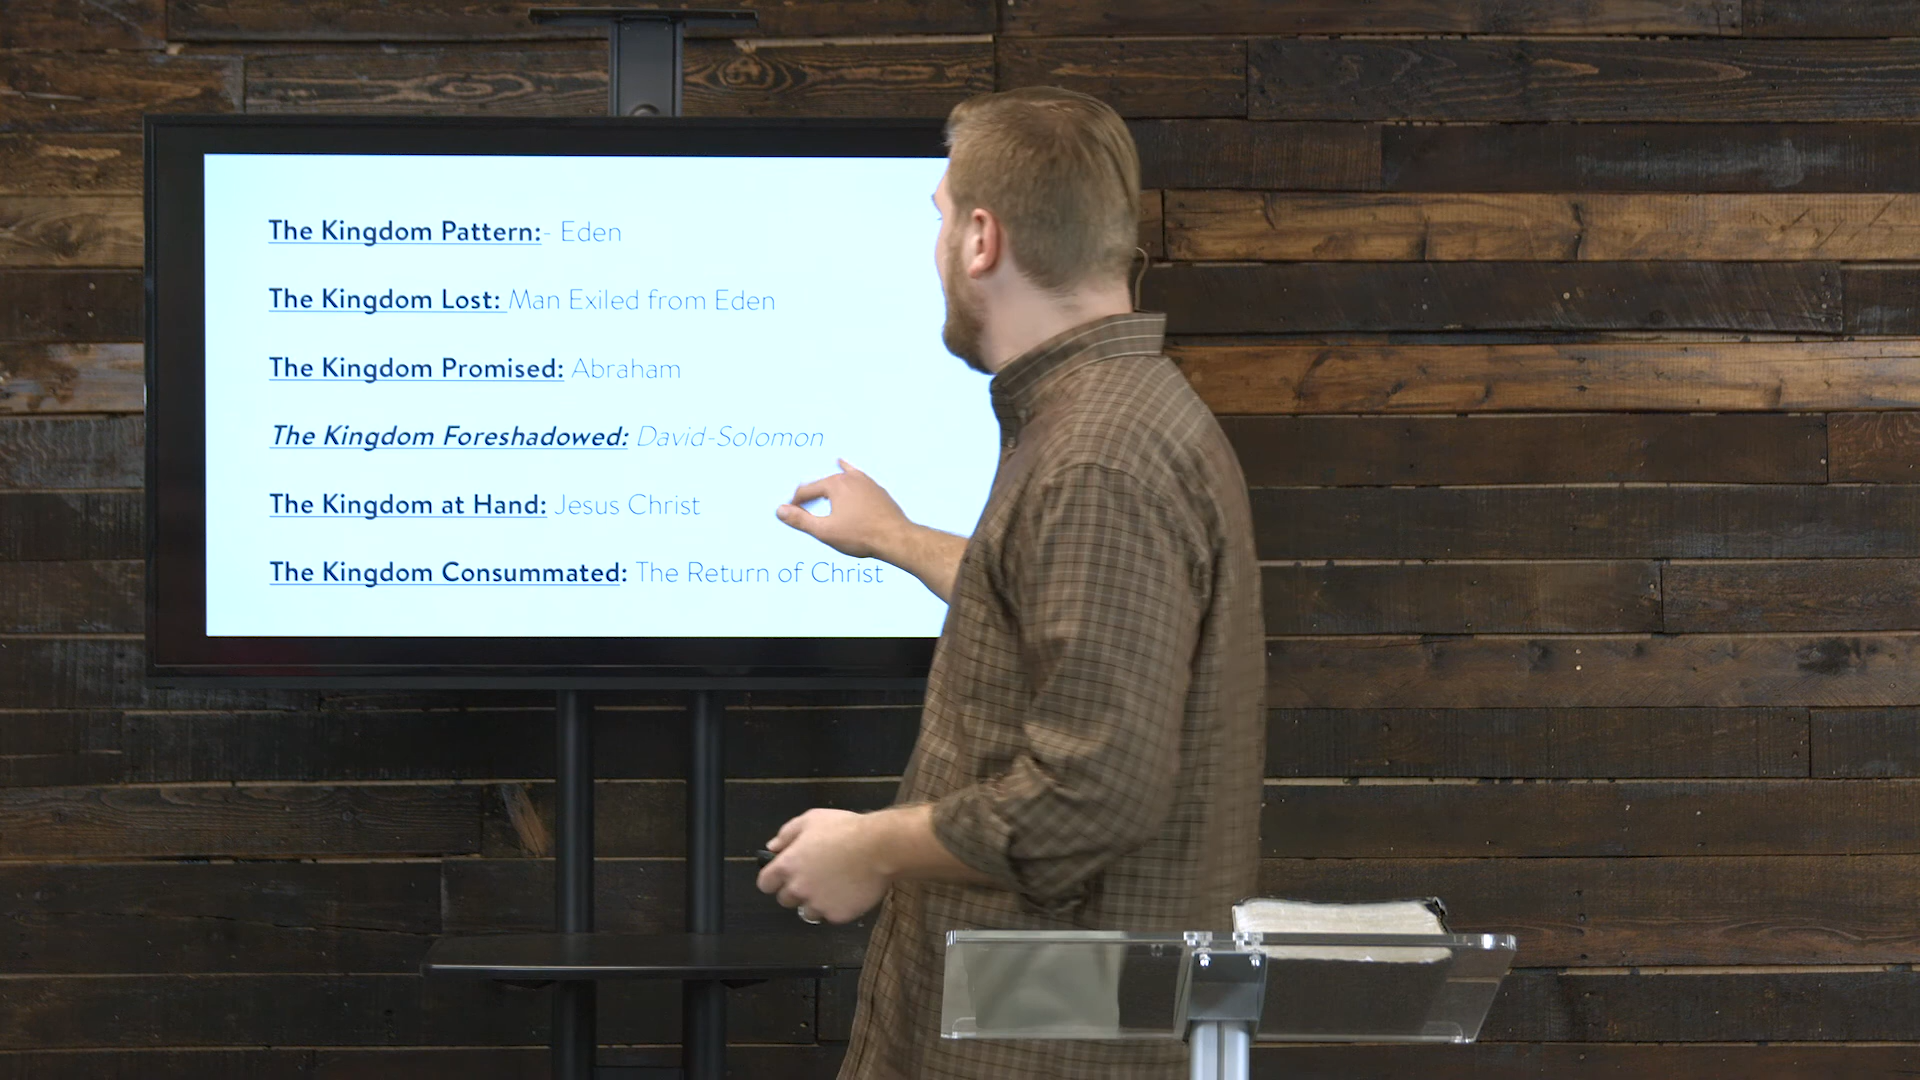 The Kingdom Pattern:- Eden
The Kingdom Lost: Man Exiled from Eden
The Kingdom Promised: Abraham
The Kingdom Foreshadowed: David-Solomon
The Kingdom at Hand: Jesus Christ
The Kingdom Consummated: The Return of Christ